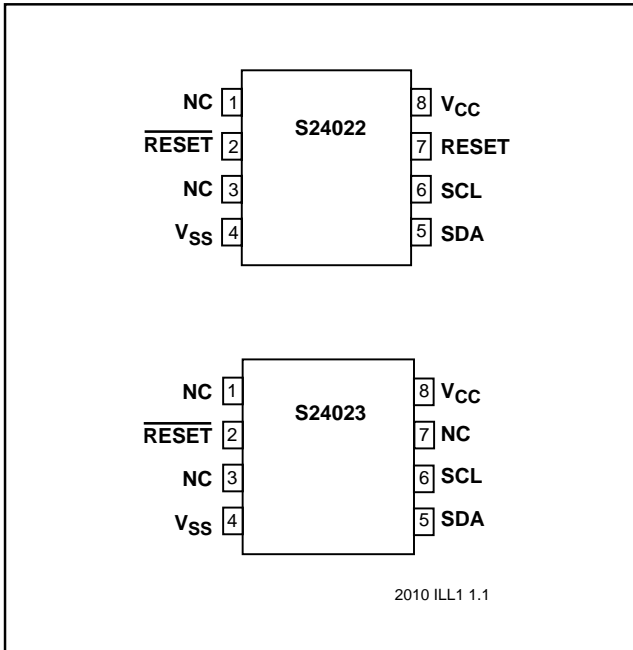 S24022
NC 1 8 VCC
RESET 2 7 RESET
NC 3 6 SCL
VSS 4 5 SDA
S24023
NC 1 8 VCC
RESET 2 7 NC
NC 3 6 SCL
VSS 4 5 SDA
2010 ILL1 1.1